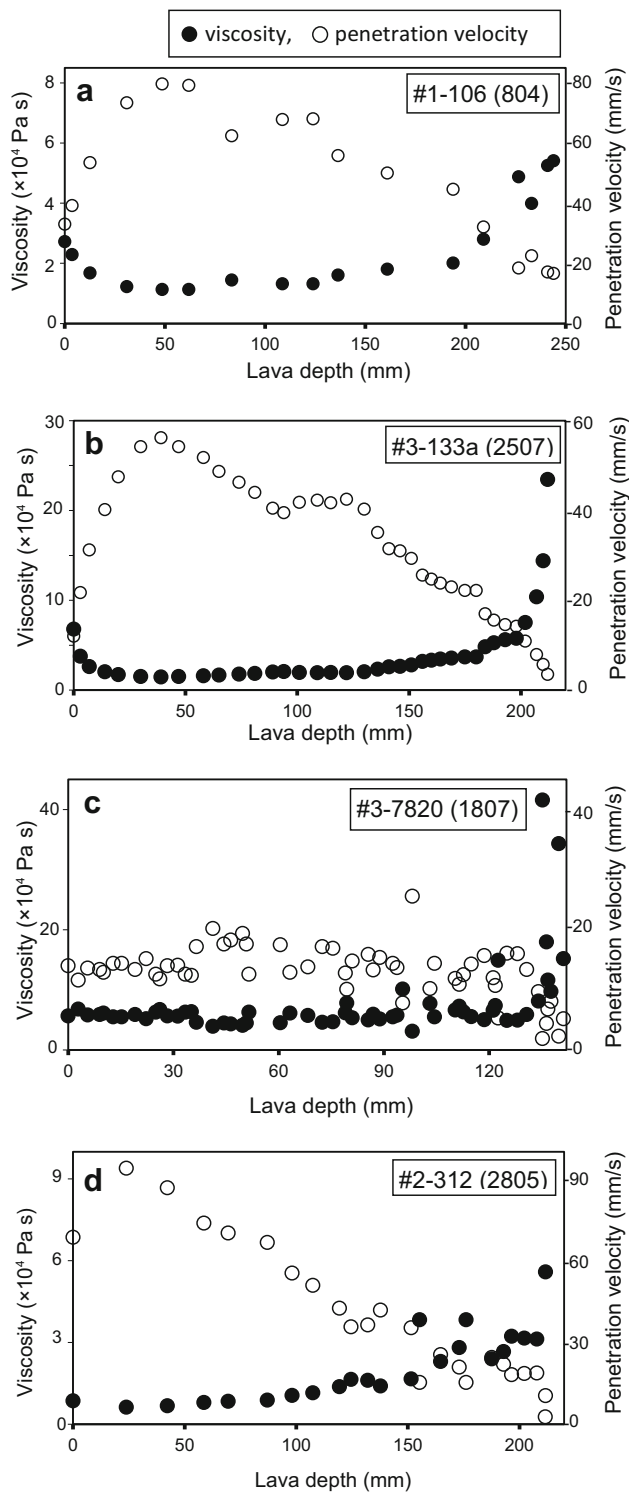 ● viscosity, ○ penetration velocity
a
#1-106 (804)
Viscosity (×10⁴ Pa s)
8
6
4
2
0
Penetration velocity (mm/s)
80
60
40
20
0
0 50 100 150 200 250
Lava depth (mm)
b
#3-133a (2507)
Viscosity (×10⁴ Pa s)
30
20
10
0
Penetration velocity (mm/s)
60
40
20
0
0 50 100 150 200
Lava depth (mm)
c
#3-7820 (1807)
Viscosity (×10⁴ Pa s)
40
20
0
Penetration velocity (mm/s)
40
20
0
0 30 60 90 120
Lava depth (mm)
d
#2-312 (2805)
Viscosity (×10⁴ Pa s)
9
6
3
0
Penetration velocity (mm/s)
90
60
30
0
0 50 100 150 200
Lava depth (mm)